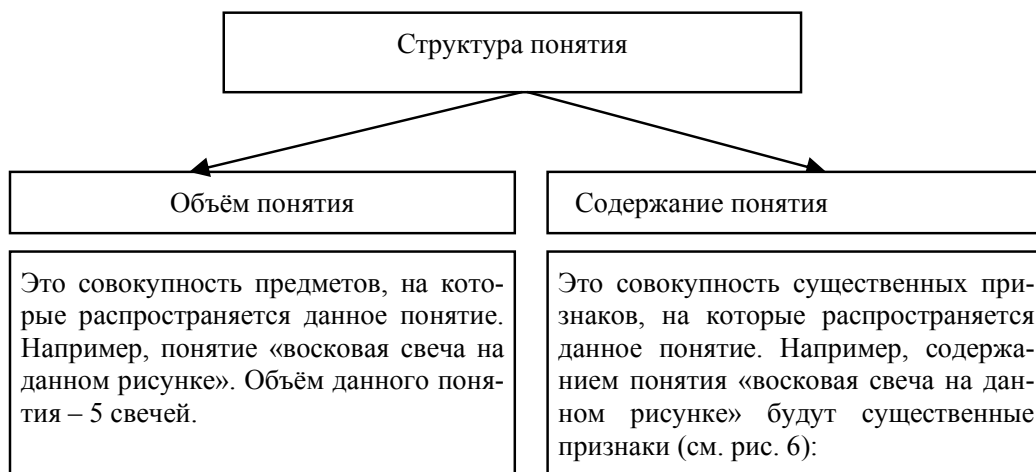 Структура понятия
Объём понятия
Содержание понятия
Это совокупность предметов, на кото-
рые распространяется данное понятие.
Например, понятие «восковая свеча на
данном рисунке». Объём данного поня-
тия – 5 свечей.
Это совокупность существенных при-
знаков, на которые распространяется
данное понятие. Например, содержа-
нием понятия «восковая свеча на дан-
ном рисунке» будут существенные
признаки (см. рис. 6):